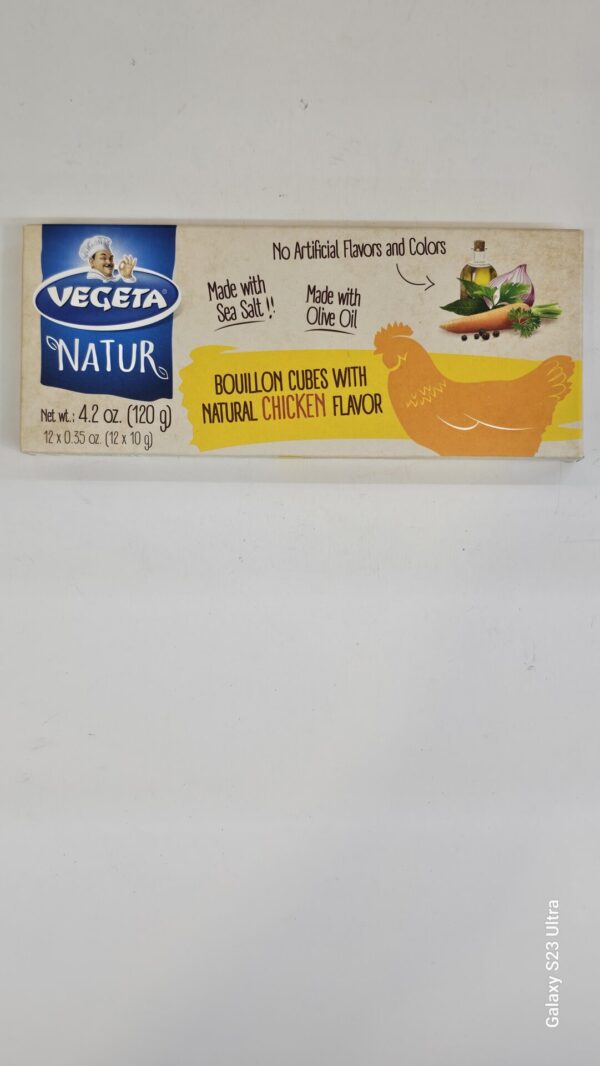 VEGETA®
NATUR
Net wt.: 4.2 oz. (120 g)
12 x 0.35 oz. (12 x 10 g)
No Artificial Flavors and Colors
Made with
Sea Salt !!
Made with
Olive Oil
BOUILLON CUBES WITH
NATURAL CHICKEN FLAVOR
Galaxy S23 Ultra